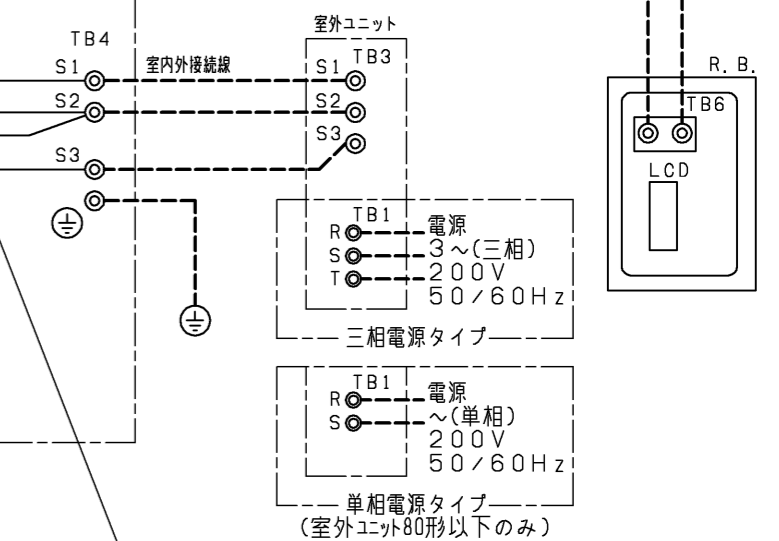 室外ユニット
TB4
TB3
R. B.
S1
室内外接続線
S1
S2
S2
TB6
S3
S3
LCD
TB1
R
S
T
電源
3～(三相)
200V
50/60Hz
三相電源タイプ
TB1
R
S
電源
～(単相)
200V
50/60Hz
単相電源タイプ
(室外ユニット80形以下のみ)